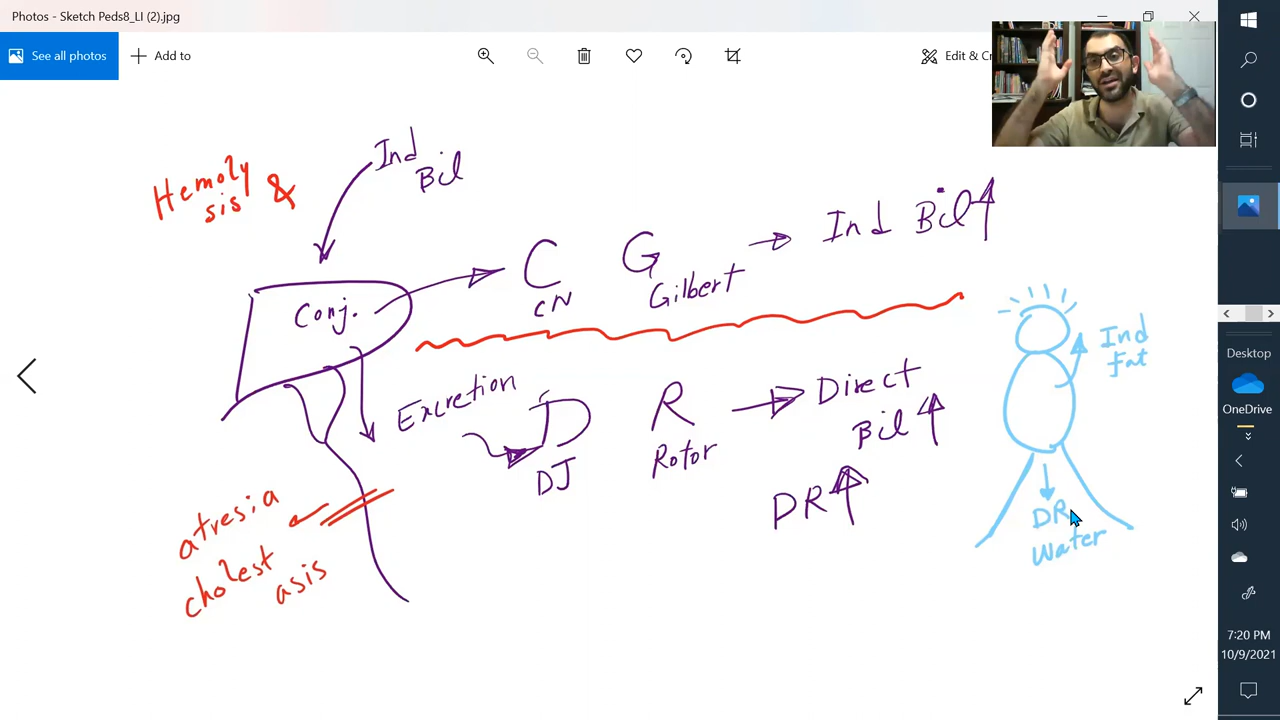 Photos - Sketch Peds8_LI (2).jpg
See all photos
Add to
Edit & Cr
Hemoly
sis &
Ind
Bil
Conj.
C
CN
G
Gilbert
Ind Bil
Excretion
D
DJ
R
Rotor
Direct
Bil
DR
atresia
cholest
asis
Ind
fat
DR
Water
Desktop
OneDrive
7:20 PM
10/9/2021